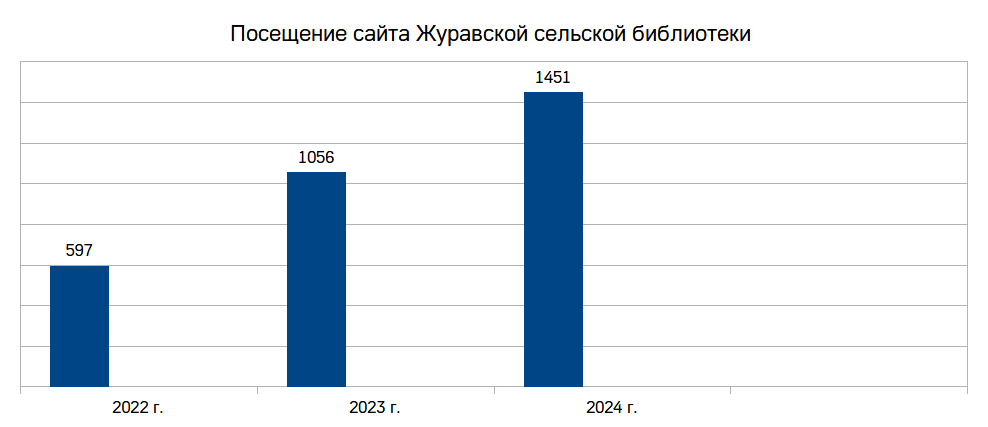 Посещение сайта Журавской сельской библиотеки
1451
1056
597
2022 г.
2023 г.
2024 г.